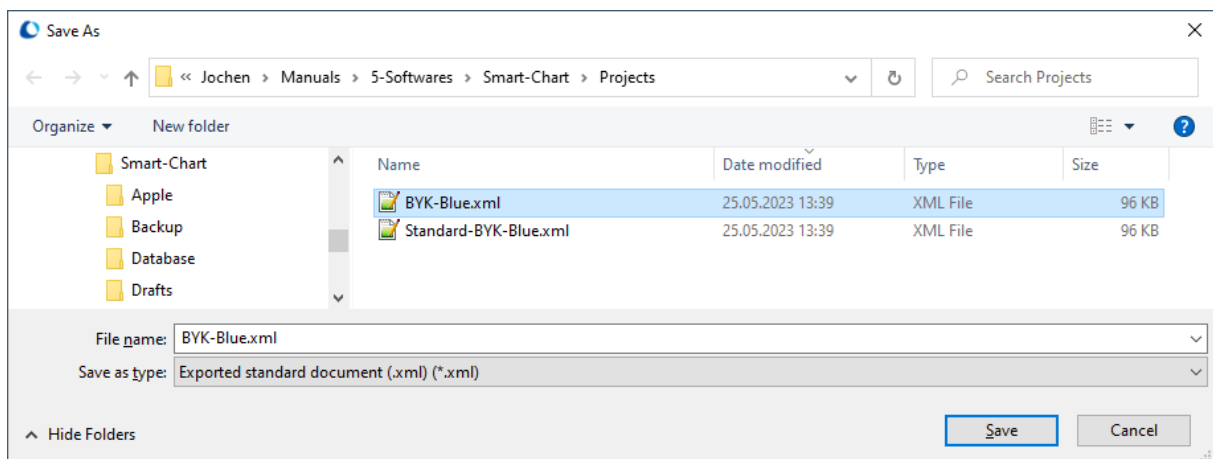 Save As
« Jochen > Manuals > 5-Softwares > Smart-Chart > Projects
Search Projects
Organize
New folder
Smart-Chart
Name Date modified Type Size
Apple
BYK-Blue.xml 25.05.2023 13:39 XML File 96 KB
Backup
Standard-BYK-Blue.xml 25.05.2023 13:39 XML File 96 KB
Database
Drafts
File name: BYK-Blue.xml
Save as type: Exported standard document (.xml) (*.xml)
Hide Folders
Save
Cancel